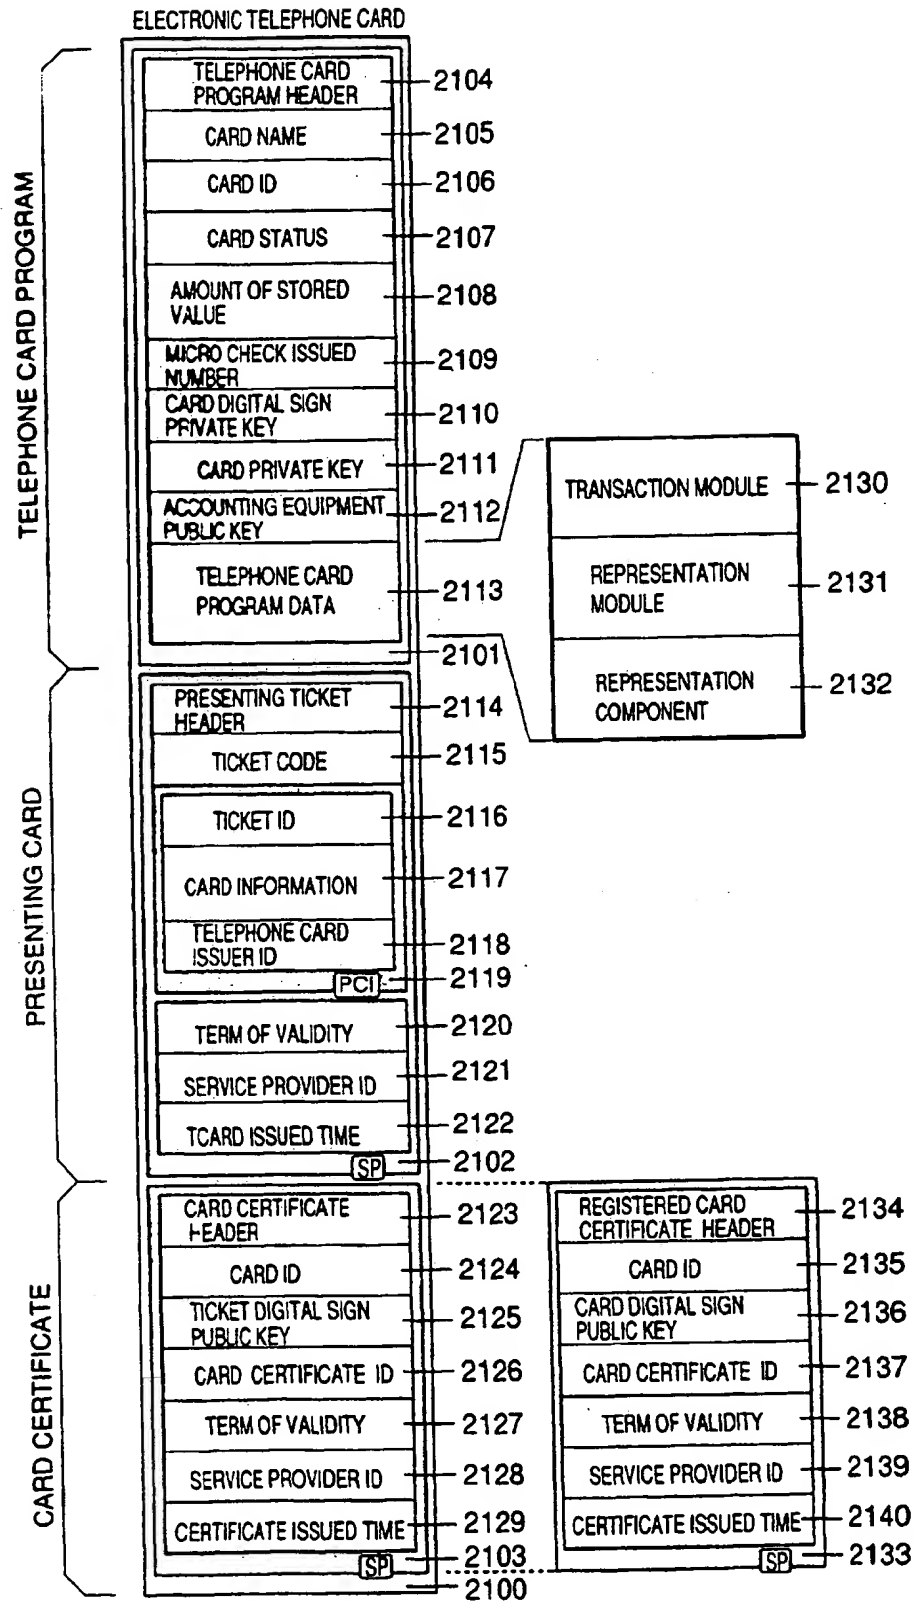 ELECTRONIC TELEPHONE CARD
TELEPHONE CARD PROGRAM
TELEPHONE CARD
PROGRAM HEADER
2104
CARD NAME
2105
CARD ID
2106
CARD STATUS
2107
AMOUNT OF STORED
VALUE
2108
MICRO CHECK ISSUED
NUMBER
2109
CARD DIGITAL SIGN
PRIVATE KEY
2110
CARD PRIVATE KEY
2111
ACCOUNTING EQUIPMENT
PUBLIC KEY
2112
TELEPHONE CARD
PROGRAM DATA
2113
2101
TRANSACTION MODULE
2130
REPRESENTATION
MODULE
2131
REPRESENTATION
COMPONENT
2132
PRESENTING CARD
PRESENTING TICKET
HEADER
2114
TICKET CODE
2115
TICKET ID
2116
CARD INFORMATION
2117
TELEPHONE CARD
ISSUER ID
2118
PCI
2119
TERM OF VALIDITY
2120
SERVICE PROVIDER ID
2121
TCARD ISSUED TIME
2122
SP
2102
CARD CERTIFICATE
CARD CERTIFICATE
HEADER
2123
CARD ID
2124
TICKET DIGITAL SIGN
PUBLIC KEY
2125
CARD CERTIFICATE ID
2126
TERM OF VALIDITY
2127
SERVICE PROVIDER ID
2128
CERTIFICATE ISSUED TIME
2129
SP
2103
2100
REGISTERED CARD
CERTIFICATE HEADER
2134
CARD ID
2135
CARD DIGITAL SIGN
PUBLIC KEY
2136
CARD CERTIFICATE ID
2137
TERM OF VALIDITY
2138
SERVICE PROVIDER ID
2139
CERTIFICATE ISSUED TIME
2140
SP
2133